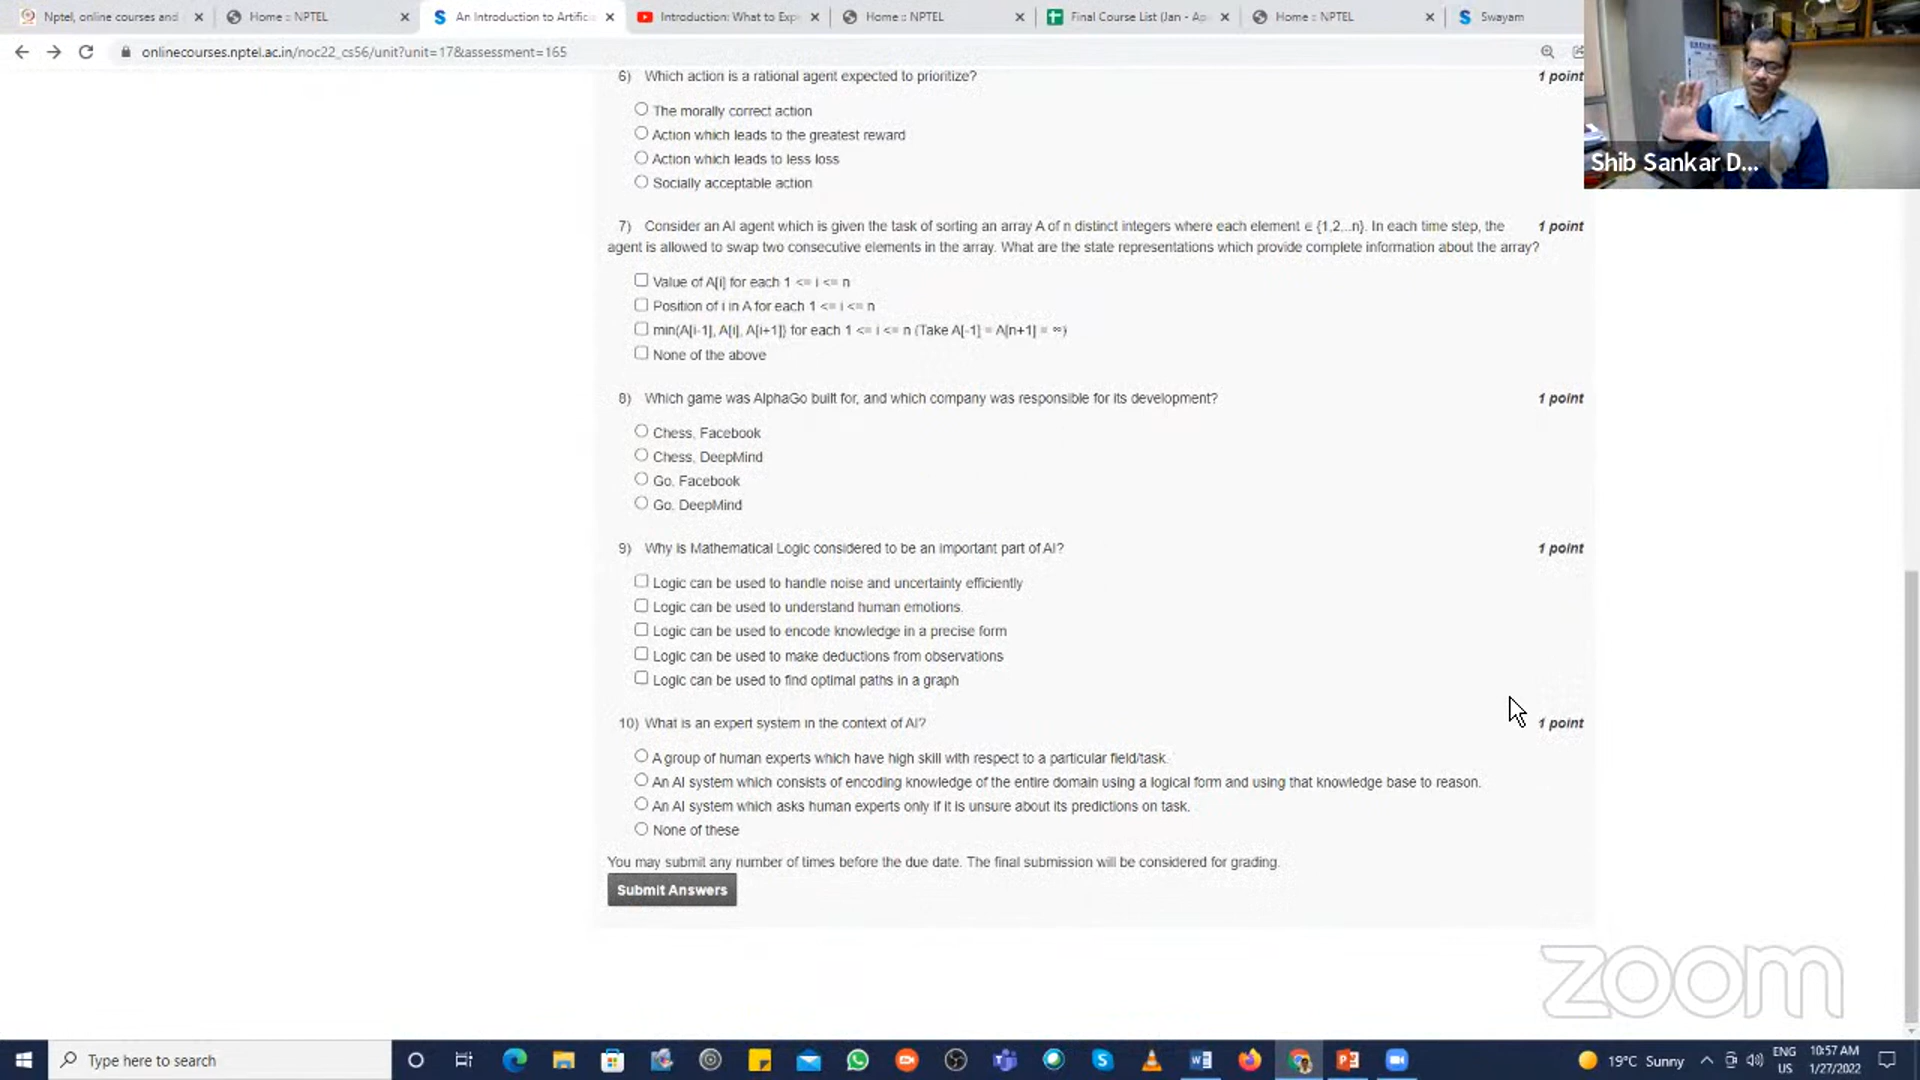 Nptel, online courses and
Home :: NPTEL
An Introduction to Artific
Introduction: What to Exp
Home :: NPTEL
Final Course List (Jan - Ap
Home :: NPTEL
Swayam
onlinecourses.nptel.ac.in/noc22_cs56/unit?unit=17&assessment=165
6) Which action is a rational agent expected to prioritize? 1 point
The morally correct action
Action which leads to the greatest reward
Action which leads to less loss
Socially acceptable action
Shib Sankar D...
7) Consider an AI agent which is given the task of sorting an array A of n distinct integers where each element ∈ {1,2,..n}. In each time step, the 1 point
agent is allowed to swap two consecutive elements in the array. What are the state representations which provide complete information about the array?
Value of A[i] for each 1 <= i <= n
Position of i in A for each 1 <= i <= n
min(A[i-1], A[i], A[i+1]) for each 1 <= i <= n (Take A[-1] = A[n+1] = ∞)
None of the above
8) Which game was AlphaGo built for, and which company was responsible for its development? 1 point
Chess, Facebook
Chess, DeepMind
Go, Facebook
Go, DeepMind
9) Why is Mathematical Logic considered to be an important part of AI? 1 point
Logic can be used to handle noise and uncertainty efficiently
Logic can be used to understand human emotions.
Logic can be used to encode knowledge in a precise form
Logic can be used to make deductions from observations
Logic can be used to find optimal paths in a graph
10) What is an expert system in the context of AI? 1 point
A group of human experts which have high skill with respect to a particular field/task.
An AI system which consists of encoding knowledge of the entire domain using a logical form and using that knowledge base to reason.
An AI system which asks human experts only if it is unsure about its predictions on task.
None of these
You may submit any number of times before the due date. The final submission will be considered for grading.
Submit Answers
zoom
Type here to search
19°C Sunny
ENG
US
10:57 AM
1/27/2022